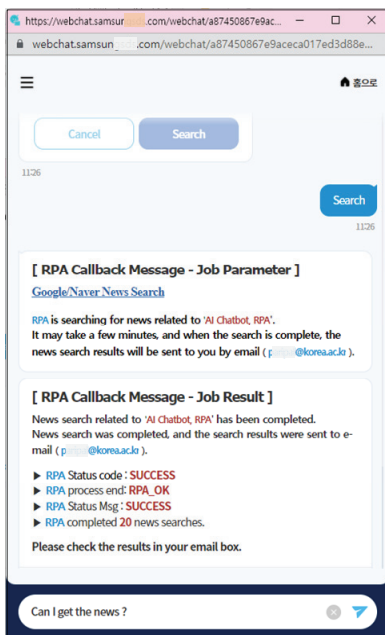 https://webchat.samsun .com/webchat/a87450867e9ac...
webchat.samsun .com/webchat/a87450867e9aceca017ed3d88e...
홈으로
Cancel Search
11:26
Search
11:26
[ RPA Callback Message - Job Parameter ]
Google/Naver News Search
RPA is searching for news related to 'AI Chatbot, RPA'.
It may take a few minutes, and when the search is complete, the
news search results will be sent to you by email ( p @korea.ac.kr ).
[ RPA Callback Message - Job Result ]
News search related to 'AI Chatbot, RPA' has been completed.
News search was completed, and the search results were sent to e-
mail ( p @korea.ac.kr ).
▶ RPA Status code : SUCCESS
▶ RPA process end: RPA_OK
▶ RPA Status Msg : SUCCESS
▶ RPA completed 20 news searches.
Please check the results in your email box.
Can I get the news ?